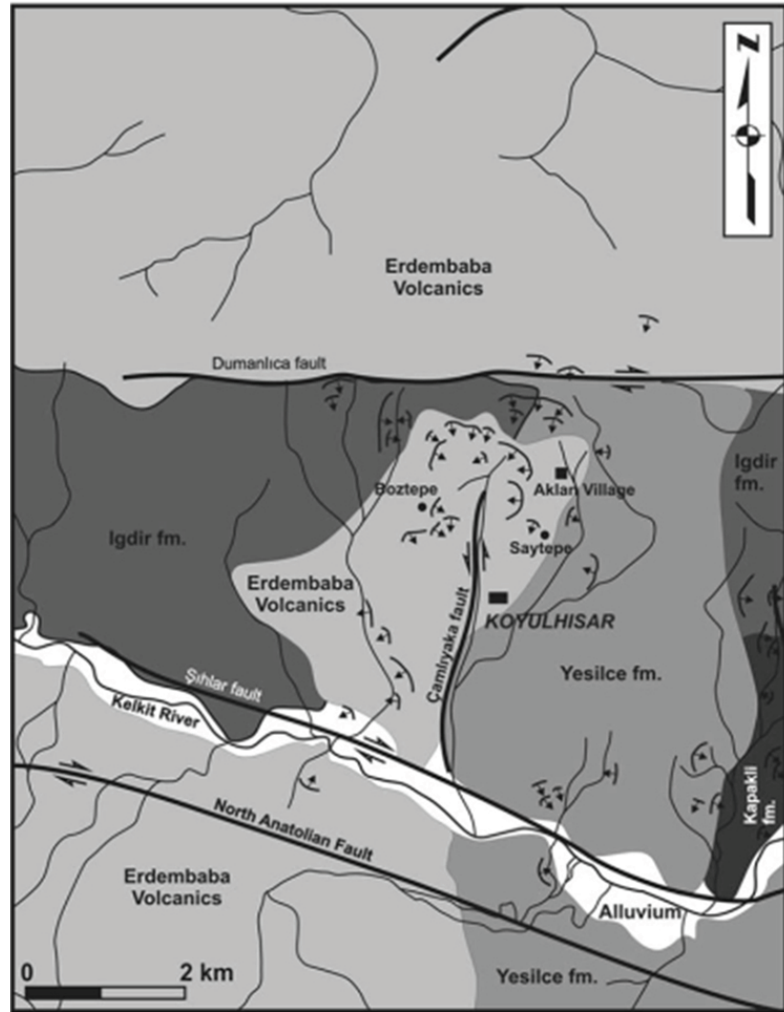 N
Erdembaba
Volcanics
Dumanlıca fault
Igdir
fm.
Boztepe
Akları Village
Igdir fm.
Saytepe
Erdembaba
Volcanics
KOYULHISAR
Çamlıyaka fault
Yesilce fm.
Şıhlar fault
Kelkit River
Kapakli
fm.
North Anatolian Fault
Erdembaba
Volcanics
Alluvium
0 2 km
Yesilce fm.